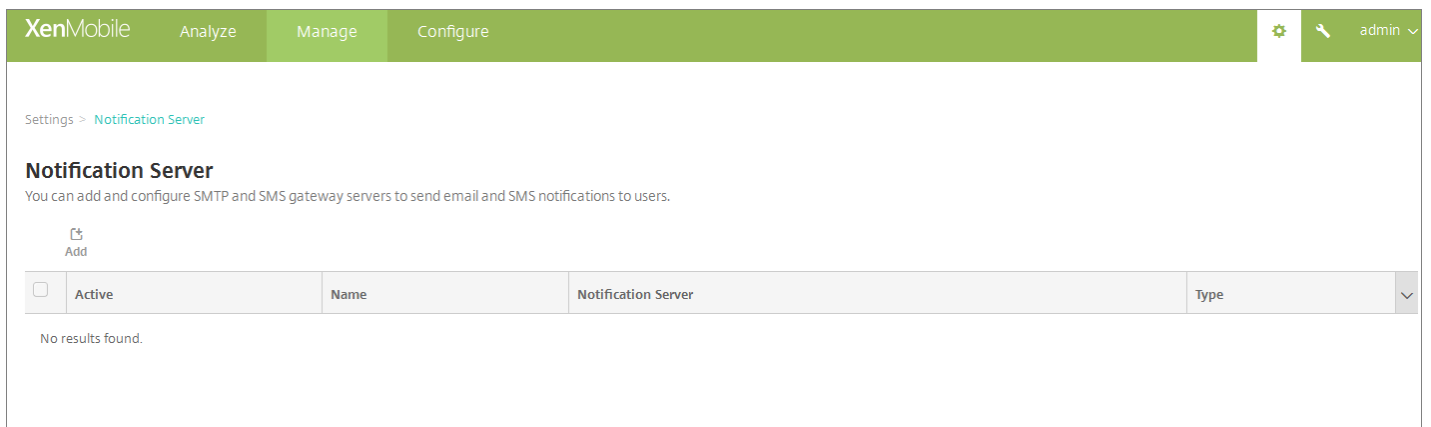 XenMobile Analyze Manage Configure admin
Settings > Notification Server
Notification Server
You can add and configure SMTP and SMS gateway servers to send email and SMS notifications to users.
Add
Active Name Notification Server Type
No results found.